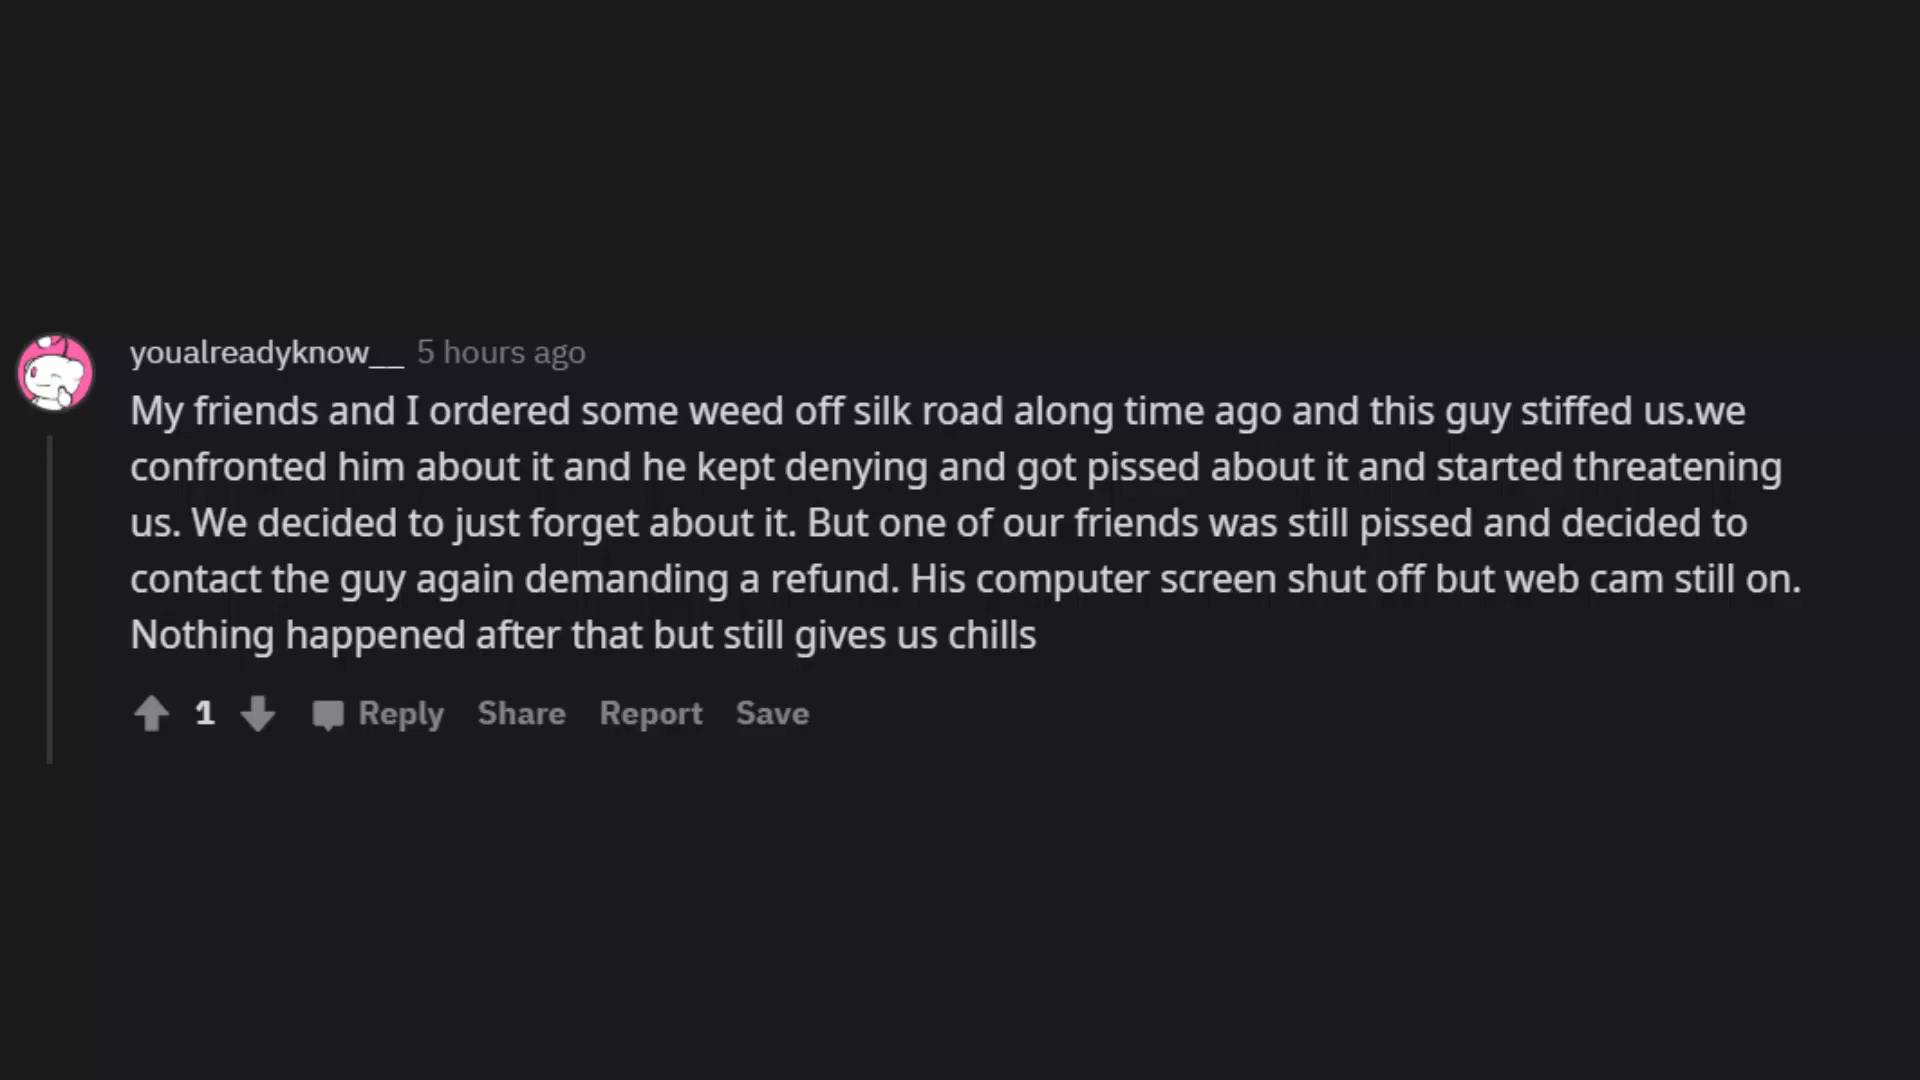 youalreadyknow__ 5 hours ago
My friends and I ordered some weed off silk road along time ago and this guy stiffed us.we
confronted him about it and he kept denying and got pissed about it and started threatening
us. We decided to just forget about it. But one of our friends was still pissed and decided to
contact the guy again demanding a refund. His computer screen shut off but web cam still on.
Nothing happened after that but still gives us chills
1 Reply Share Report Save